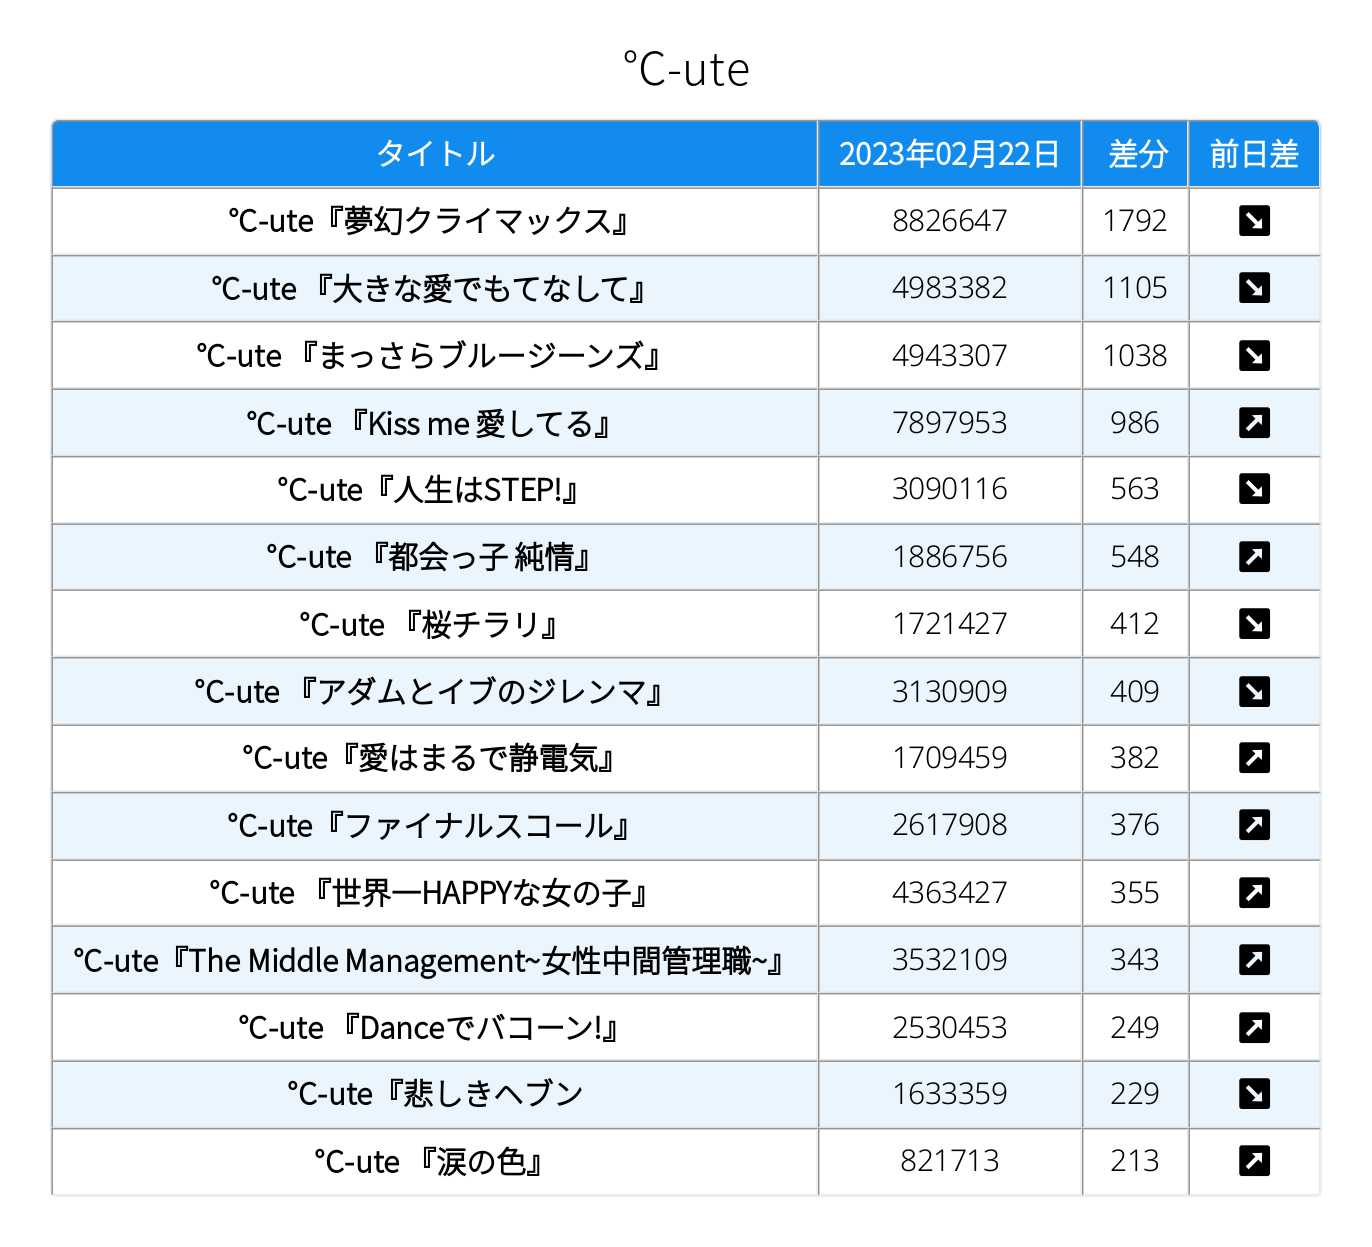 ℃-ute
タイトル 2023年02月22日 差分 前日差
℃-ute『夢幻クライマックス』 8826647 1792
℃-ute 『大きな愛でもてなして』 4983382 1105
℃-ute 『まっさらブルージーンズ』 4943307 1038
℃-ute 『Kiss me 愛してる』 7897953 986
℃-ute『人生はSTEP!』 3090116 563
℃-ute 『都会っ子 純情』 1886756 548
℃-ute 『桜チラリ』 1721427 412
℃-ute 『アダムとイブのジレンマ』 3130909 409
℃-ute『愛はまるで静電気』 1709459 382
℃-ute『ファイナルスコール』 2617908 376
℃-ute 『世界一HAPPYな女の子』 4363427 355
℃-ute『The Middle Management~女性中間管理職~』 3532109 343
℃-ute 『Danceでバコーン!』 2530453 249
℃-ute『悲しきヘブン 1633359 229
℃-ute 『涙の色』 821713 213